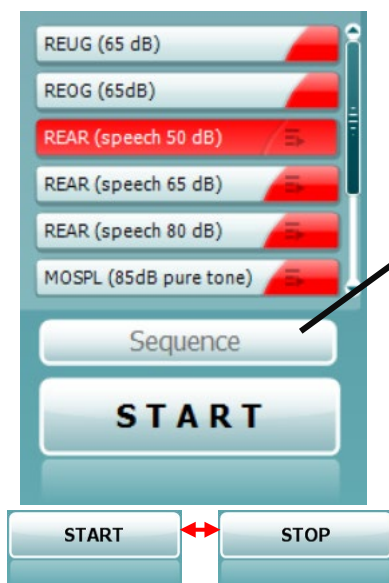 REUG (65 dB)
REOG (65dB)
REAR (speech 50 dB)
REAR (speech 65 dB)
REAR (speech 80 dB)
MOSPL (85dB pure tone)
Sequence
START
START STOP